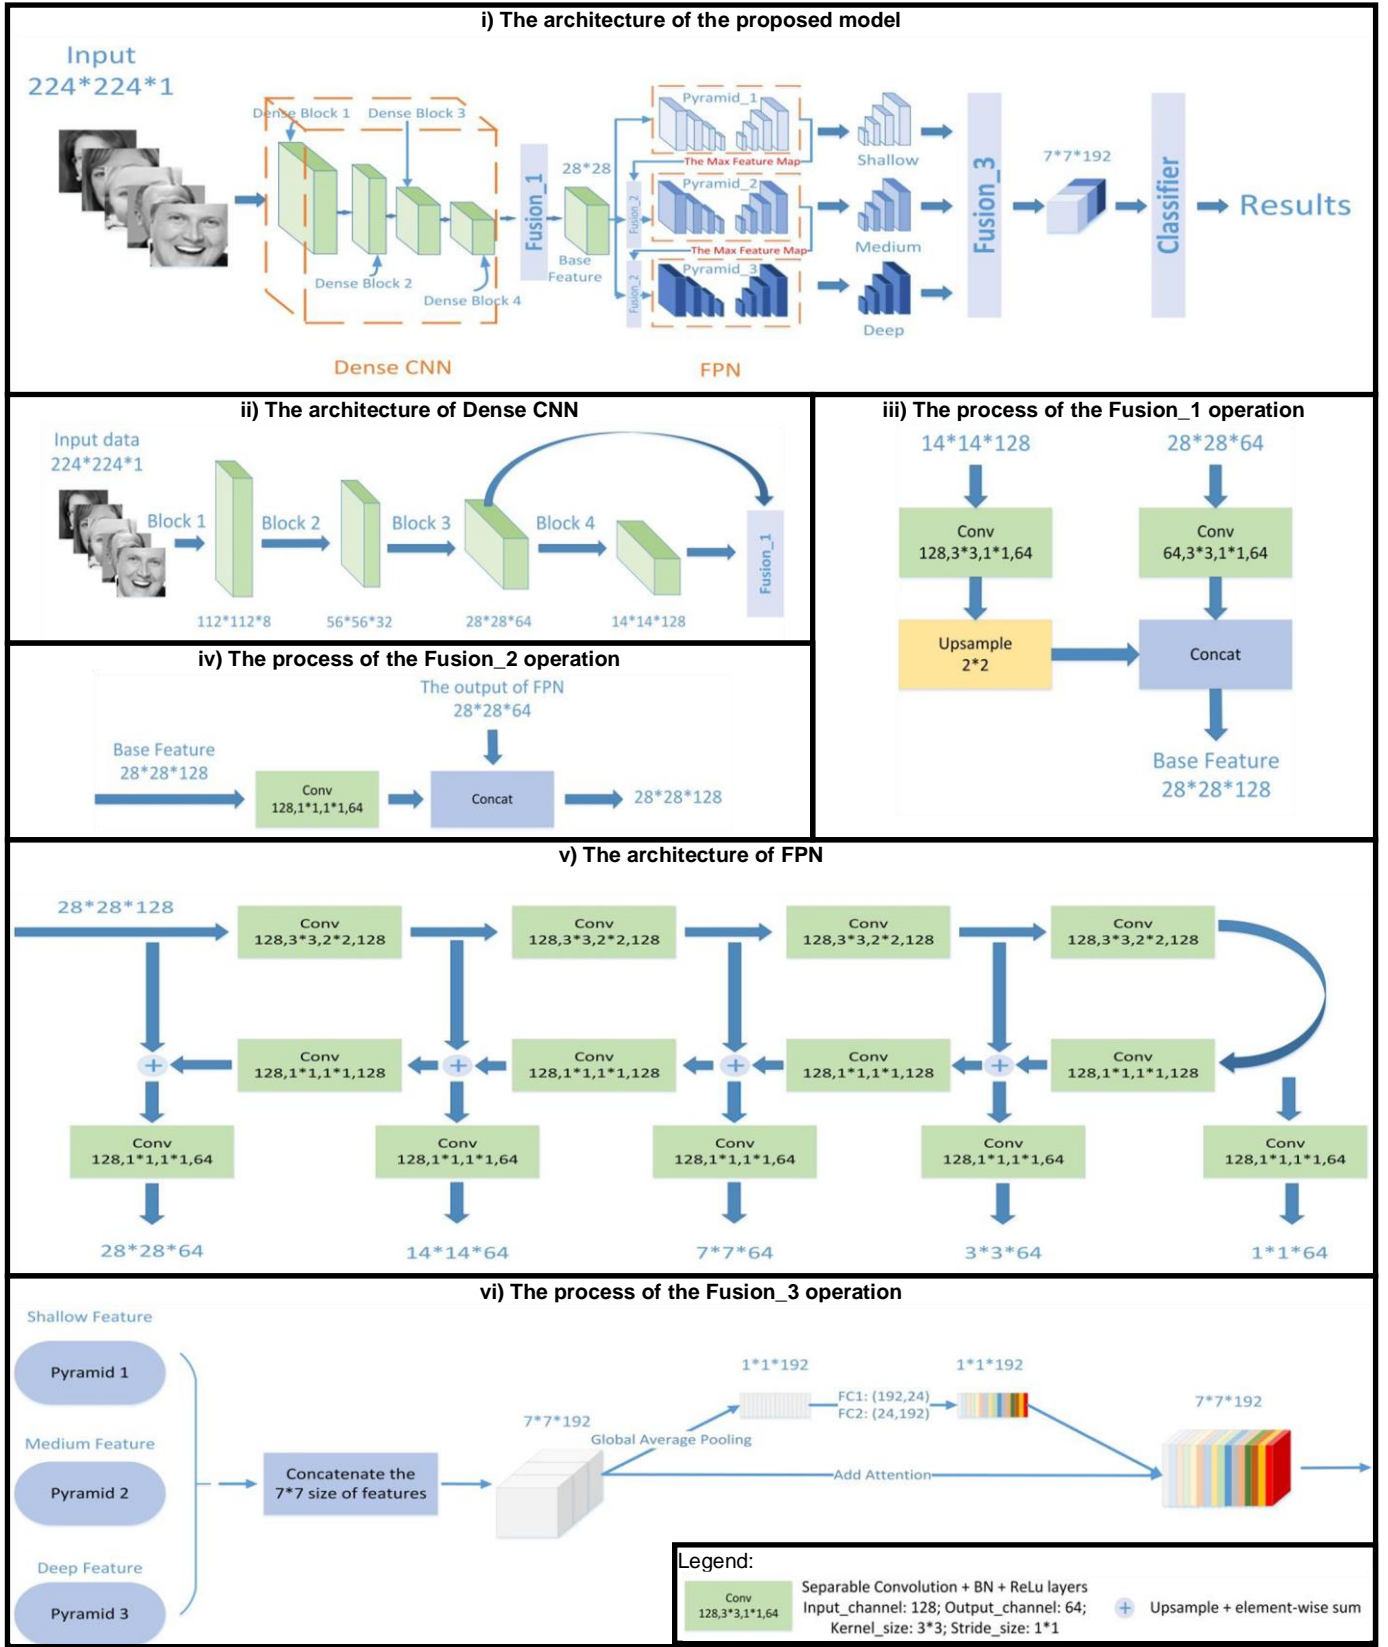 i) The architecture of the proposed model
Input
224*224*1
Dense Block 1
Dense Block 3
Dense Block 2
Dense Block 4
Dense CNN
Fusion_1
28*28
Base
Feature
Fusion_2
Fusion_2
Pyramid_1
The Max Feature Map
Pyramid_2
The Max Feature Map
Pyramid_3
FPN
Shallow
Medium
Deep
Fusion_3
7*7*192
Classifier
Results
ii) The architecture of Dense CNN
Input data
224*224*1
Block 1
Block 2
Block 3
Block 4
Fusion_1
112*112*8
56*56*32
28*28*64
14*14*128
iii) The process of the Fusion_1 operation
14*14*128
28*28*64
Conv
128,3*3,1*1,64
Conv
64,3*3,1*1,64
Upsample
2*2
Concat
Base Feature
28*28*128
iv) The process of the Fusion_2 operation
The output of FPN
28*28*64
Base Feature
28*28*128
Conv
128,1*1,1*1,64
Concat
28*28*128
v) The architecture of FPN
28*28*128
Conv
128,3*3,2*2,128
Conv
128,3*3,2*2,128
Conv
128,3*3,2*2,128
Conv
128,3*3,2*2,128
Conv
128,1*1,1*1,128
Conv
128,1*1,1*1,128
Conv
128,1*1,1*1,128
Conv
128,1*1,1*1,128
Conv
128,1*1,1*1,64
Conv
128,1*1,1*1,64
Conv
128,1*1,1*1,64
Conv
128,1*1,1*1,64
Conv
128,1*1,1*1,64
28*28*64
14*14*64
7*7*64
3*3*64
1*1*64
vi) The process of the Fusion_3 operation
Shallow Feature
Pyramid 1
Medium Feature
Pyramid 2
Deep Feature
Pyramid 3
Concatenate the
7*7 size of features
7*7*192
Global Average Pooling
1*1*192
FC1: (192,24)
FC2: (24,192)
1*1*192
Add Attention
7*7*192
Legend:
Conv
128,3*3,1*1,64
Separable Convolution + BN + ReLu layers
Input_channel: 128; Output_channel: 64;
Kernel_size: 3*3; Stride_size: 1*1
+ Upsample + element-wise sum